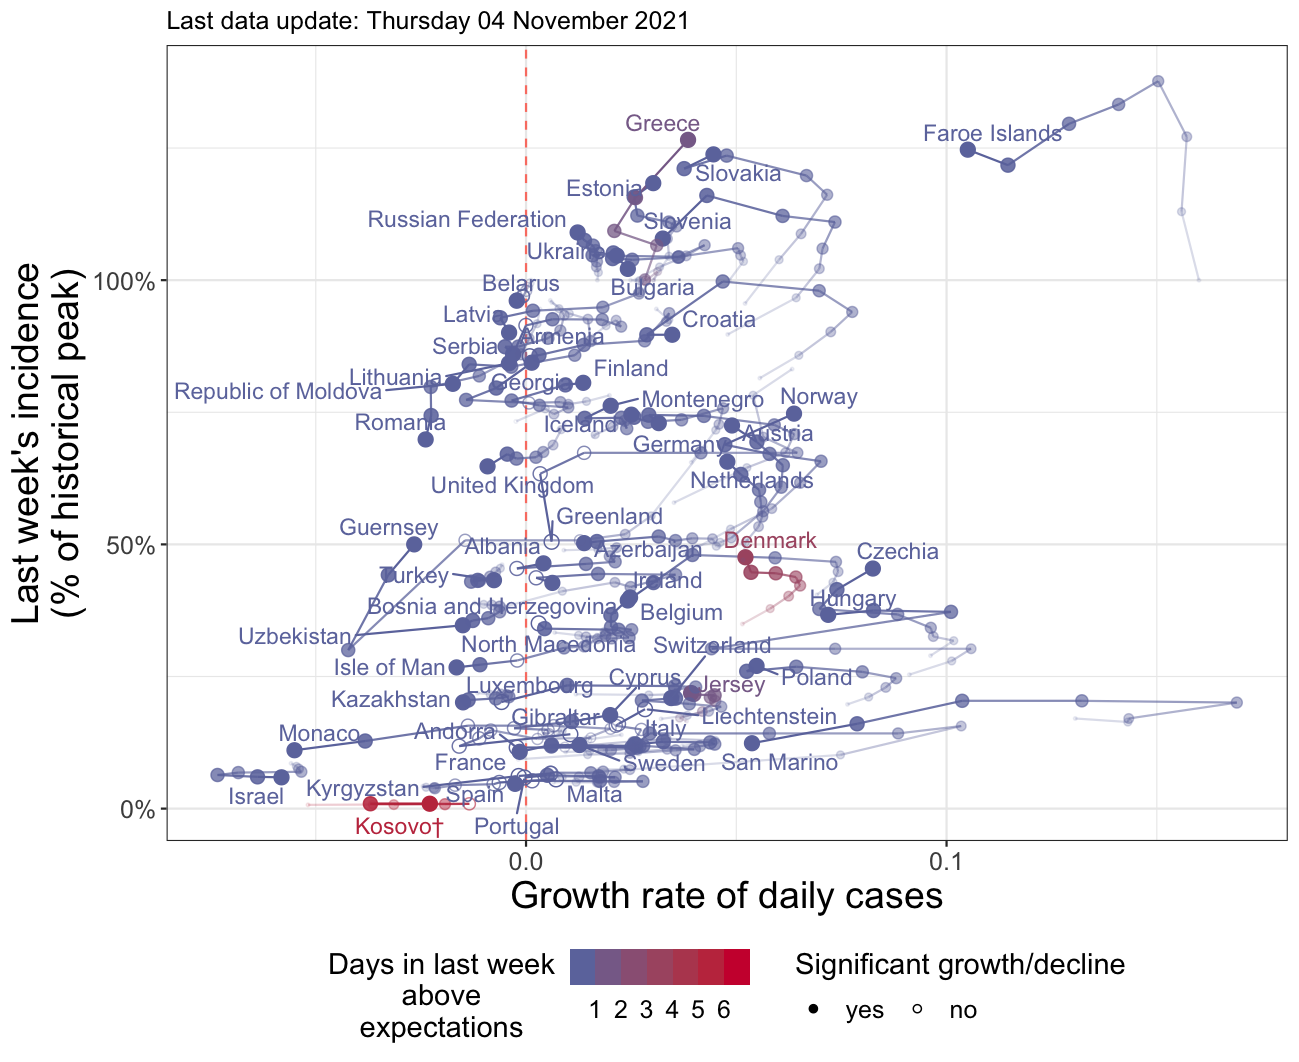 Last data update: Thursday 04 November 2021
Last week's incidence
(% of historical peak)
100%
50%
0%
Greece
Faroe Islands
Slovakia
Estonia
Russian Federation
Slovenia
Ukraine
Belarus
Bulgaria
Latvia
Croatia
Armenia
Serbia
Finland
Lithuania
Georgia
Republic of Moldova
Montenegro
Norway
Romania
Iceland
Austria
Germany
Netherlands
United Kingdom
Greenland
Guernsey
Denmark
Albania
Azerbaijan
Czechia
Turkey
Ireland
Hungary
Bosnia and Herzegovina
Belgium
Uzbekistan
North Macedonia
Switzerland
Isle of Man
Cyprus
Poland
Luxembourg
Jersey
Kazakhstan
Gibraltar
Liechtenstein
Monaco
Andorra
Italy
France
Sweden
San Marino
Kyrgyzstan
Israel
Spain
Malta
Kosovo†
Portugal
0.0
0.1
Growth rate of daily cases
Days in last week
above
expectations
1 2 3 4 5 6
Significant growth/decline
yes
no